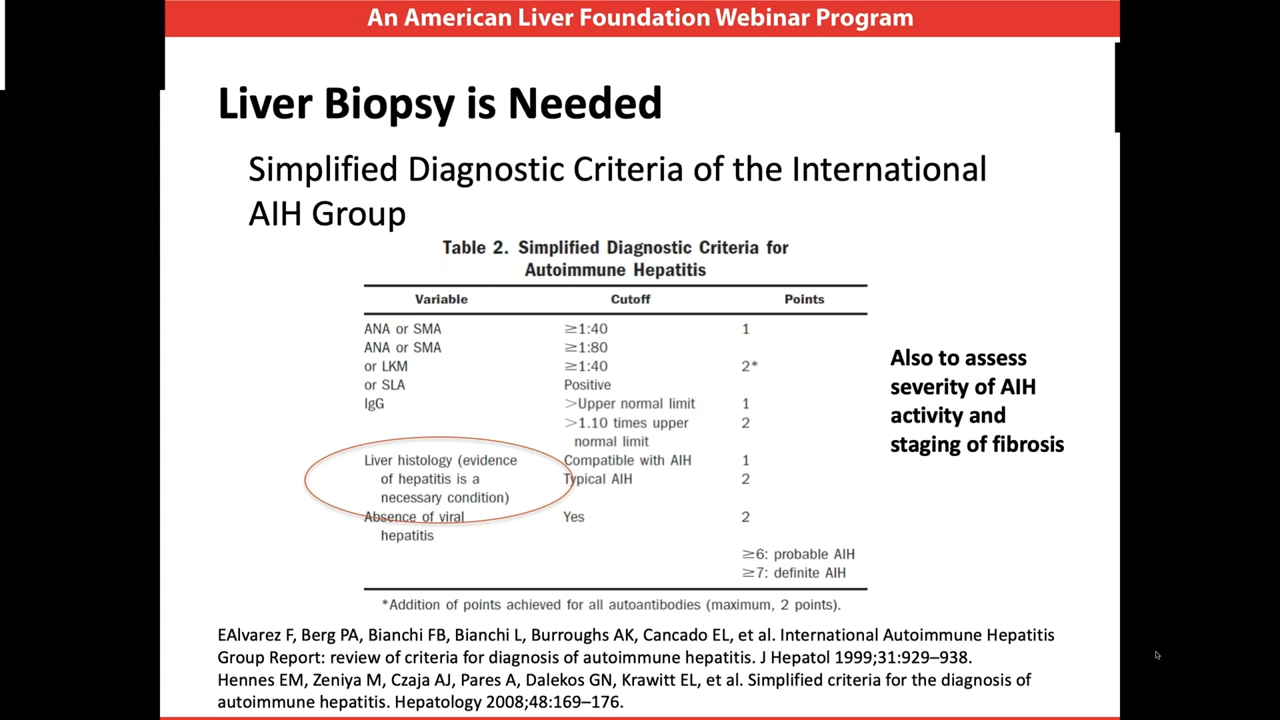 An American Liver Foundation Webinar Program
Liver Biopsy is Needed
Simplified Diagnostic Criteria of the International
AIH Group
Table 2. Simplified Diagnostic Criteria for
Autoimmune Hepatitis
Variable Cutoff Points
ANA or SMA ≥1:40 1
ANA or SMA ≥1:80
or LKM ≥1:40 2*
or SLA Positive
IgG >Upper normal limit 1
>1.10 times upper 2
normal limit
Liver histology (evidence Compatible with AIH 1
of hepatitis is a Typical AIH 2
necessary condition)
Absence of viral Yes 2
hepatitis
≥6: probable AIH
≥7: definite AIH
*Addition of points achieved for all autoantibodies (maximum, 2 points).
Also to assess
severity of AIH
activity and
staging of fibrosis
EAlvarez F, Berg PA, Bianchi FB, Bianchi L, Burroughs AK, Cancado EL, et al. International Autoimmune Hepatitis
Group Report: review of criteria for diagnosis of autoimmune hepatitis. J Hepatol 1999;31:929–938.
Hennes EM, Zeniya M, Czaja AJ, Pares A, Dalekos GN, Krawitt EL, et al. Simplified criteria for the diagnosis of
autoimmune hepatitis. Hepatology 2008;48:169–176.